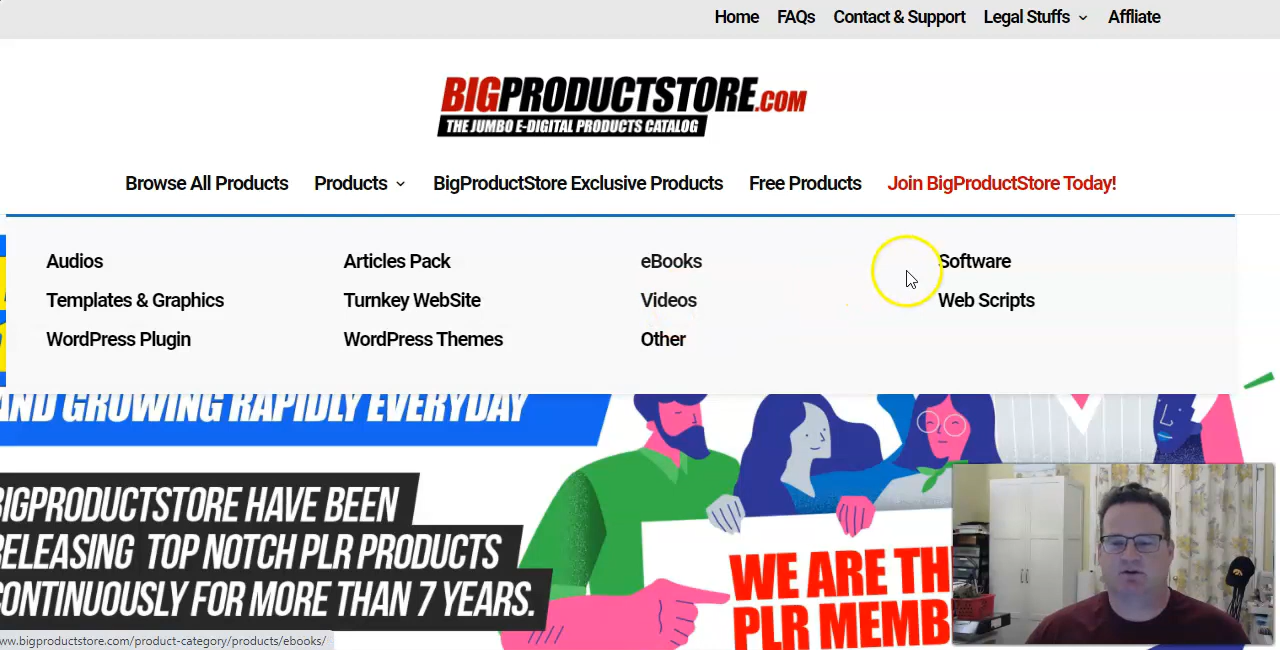 Home FAQs Contact & Support Legal Stuffs Affliate
BIGPRODUCTSTORE.COM
THE JUMBO E-DIGITAL PRODUCTS CATALOG
Browse All Products Products BigProductStore Exclusive Products Free Products Join BigProductStore Today!
Audios Articles Pack eBooks Software
Templates & Graphics Turnkey WebSite Videos Web Scripts
WordPress Plugin WordPress Themes Other
AND GROWING RAPIDLY EVERYDAY
BIGPRODUCTSTORE HAVE BEEN
RELEASING TOP NOTCH PLR PRODUCTS
CONTINUOUSLY FOR MORE THAN 7 YEARS.
WE ARE TH
PLR MEMB
ww.bigproductstore.com/product-category/products/ebooks/